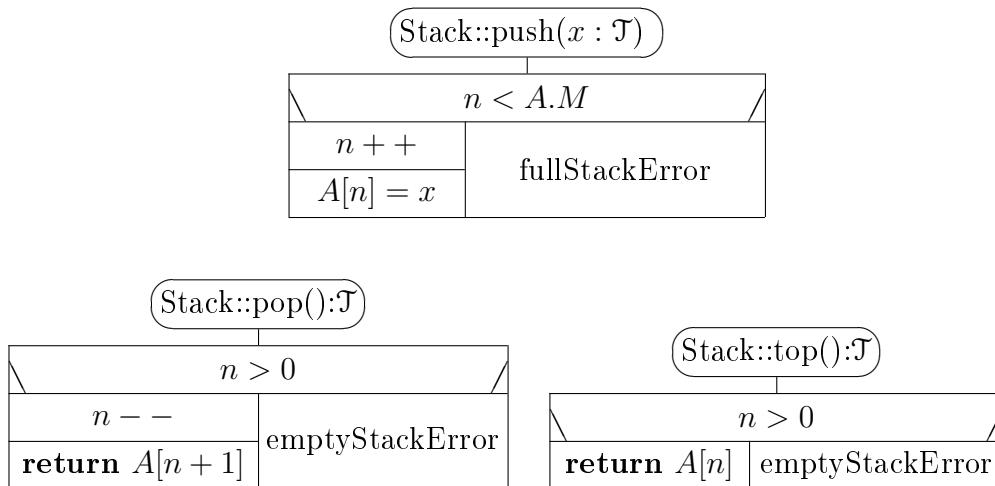 Stack::push(x : 𝒯)
n < A.M
n + +
A[n] = x
fullStackError
Stack::pop():𝒯
n > 0
n − −
return A[n + 1]
emptyStackError
Stack::top():𝒯
n > 0
return A[n]
emptyStackError